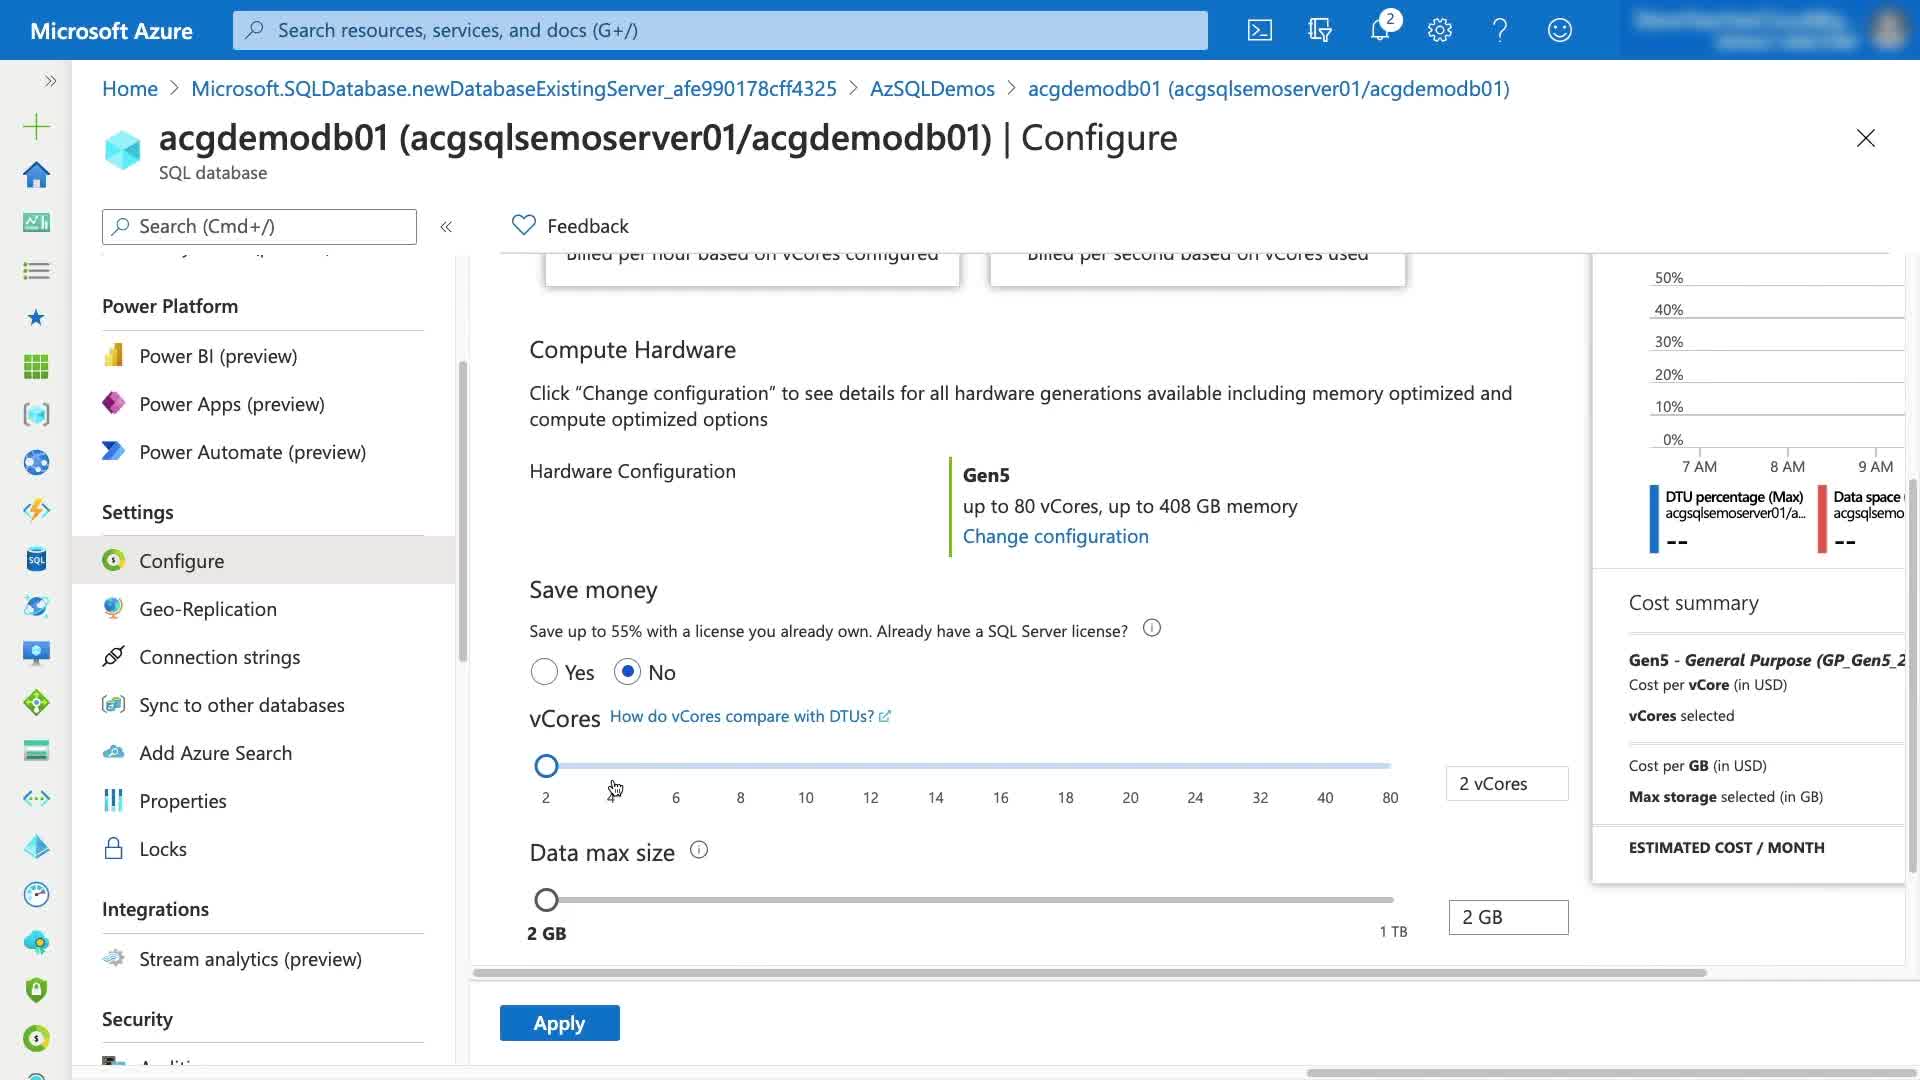 Microsoft Azure
Search resources, services, and docs (G+/)
2
Home > Microsoft.SQLDatabase.newDatabaseExistingServer_afe990178cff4325 > AzSQLDemos > acgdemodb01 (acgsqlsemoserver01/acgdemodb01)
acgdemodb01 (acgsqlsemoserver01/acgdemodb01) | Configure
SQL database
Search (Cmd+/)
Feedback
Power Platform
Power BI (preview)
Power Apps (preview)
Power Automate (preview)
Settings
Configure
Geo-Replication
Connection strings
Sync to other databases
Add Azure Search
Properties
Locks
Integrations
Stream analytics (preview)
Security
Billed per hour based on vCores configured
Billed per second based on vCores used
Compute Hardware
Click “Change configuration” to see details for all hardware generations available including memory optimized and
compute optimized options
Hardware Configuration
Gen5
up to 80 vCores, up to 408 GB memory
Change configuration
Save money
Save up to 55% with a license you already own. Already have a SQL Server license?
Yes No
vCores How do vCores compare with DTUs?
2 4 6 8 10 12 14 16 18 20 24 32 40 80
2 vCores
Data max size
2 GB
1 TB
2 GB
Apply
50%
40%
30%
20%
10%
0%
7 AM 8 AM 9 AM
DTU percentage (Max)
acgsqlsemoserver01/a...
--
Data space
acgsqlsemo
--
Cost summary
Gen5 - General Purpose (GP_Gen5_2
Cost per vCore (in USD)
vCores selected
Cost per GB (in USD)
Max storage selected (in GB)
ESTIMATED COST / MONTH
SQL